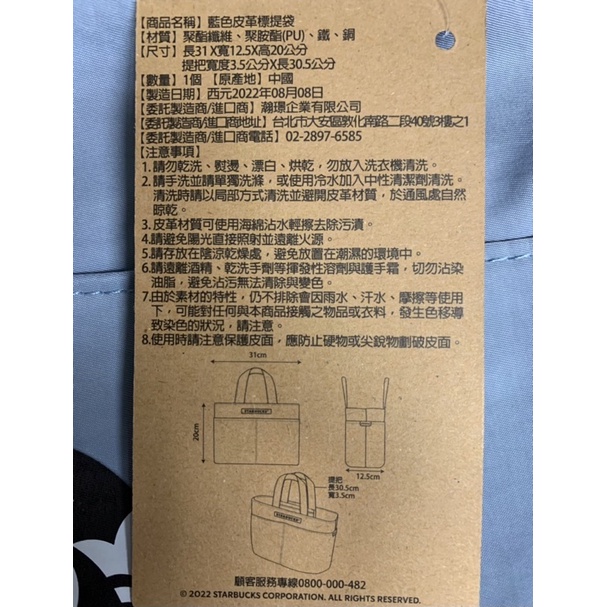 【商品名稱】藍色皮革標提袋
【材質】聚酯纖維、聚胺酯(PU)、鐵、銅
【尺寸】長31 X寬12.5X高20公分
提把寬度3.5公分X長30.5公分
【數量】1個 【原產地】中國
【製造日期】西元2022年08月08日
【委託製造商/進口商】瀚璟企業有限公司
【委託製造商/進口商地址】台北市大安區敦化南路二段40號3樓之1
【委託製造商/進口商電話】02-2897-6585
【注意事項】
1.請勿乾洗、熨燙、漂白、烘乾，勿放入洗衣機清洗。
2.請手洗並請單獨洗滌，或使用冷水加入中性清潔劑清洗。
清洗時請以局部方式清洗並避開皮革材質，於通風處自然
晾乾。
3.皮革材質可使用海綿沾水輕擦去除污漬。
4.請避免陽光直接照射並遠離火源。
5.請存放在陰涼乾燥處，避免放置在潮濕的環境中。
6.請遠離酒精、乾洗手劑等揮發性溶劑與護手霜，切勿沾染
油脂，避免沾污無法清除與變色。
7.由於素材的特性，仍不排除會因雨水、汗水、摩擦等使用
下，可能對任何與本商品接觸之物品或衣料，發生色移導
致染色的狀況，請注意。
8.使用時請注意保護皮面，應防止硬物或尖銳物劃破皮面。
31cm
STARBUCKS
20cm
12.5cm
提把
長30.5cm
寬3.5cm
STARBUCKS
顧客服務專線0800-000-482
© 2022 STARBUCKS CORPORATION. ALL RIGHTS RESERVED.